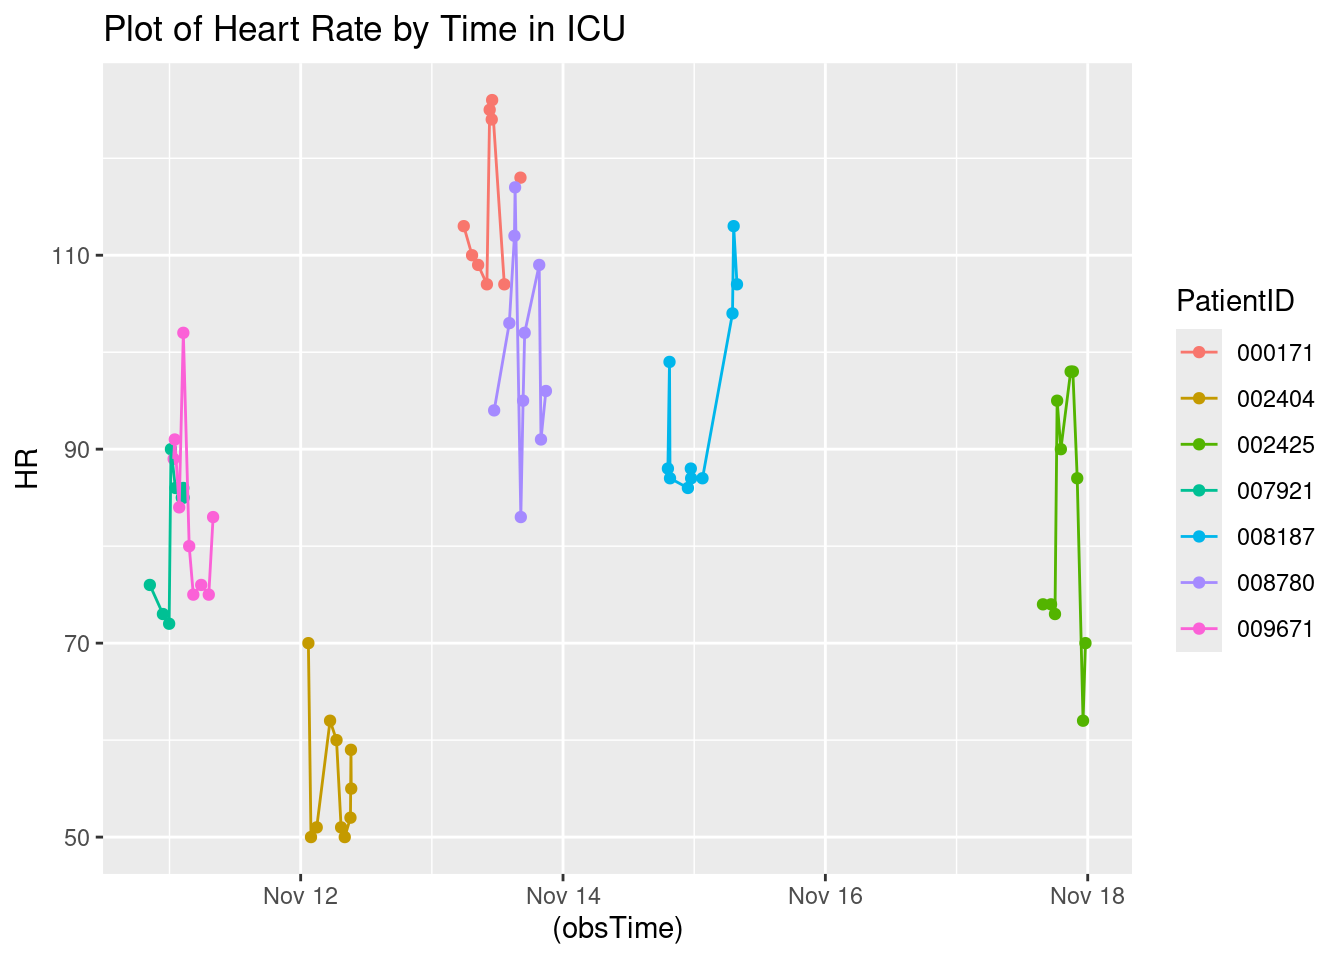 Plot of Heart Rate by Time in ICU
HR
110
90
70
50
Nov 12
Nov 14
Nov 16
Nov 18
(obsTime)
PatientID
000171
002404
002425
007921
008187
008780
009671